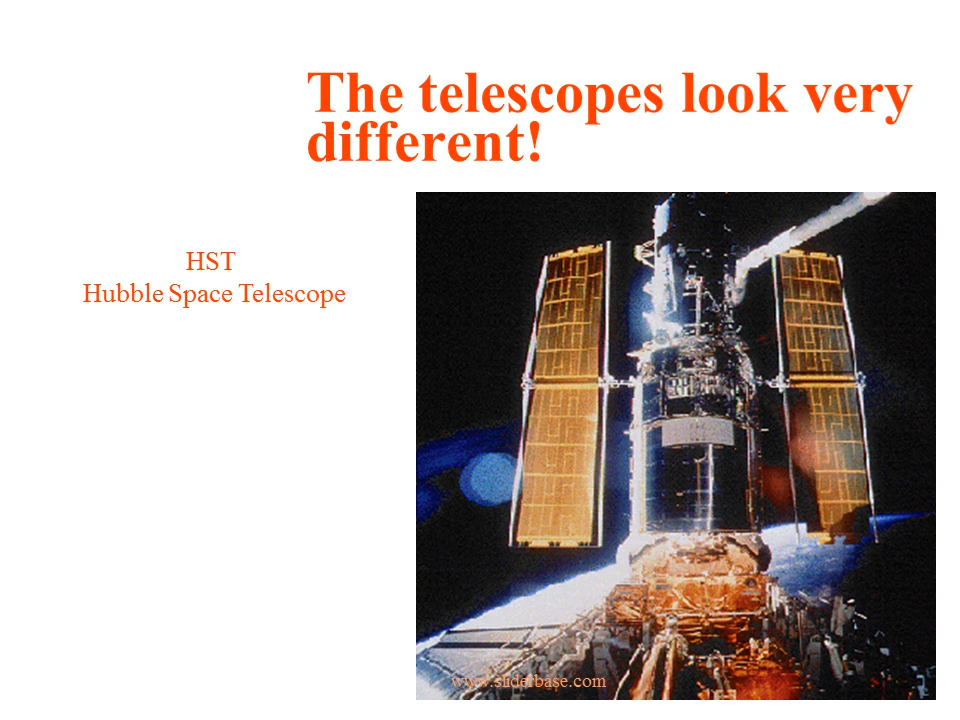 The telescopes look very
different!
HST
Hubble Space Telescope
www.sliderbase.com